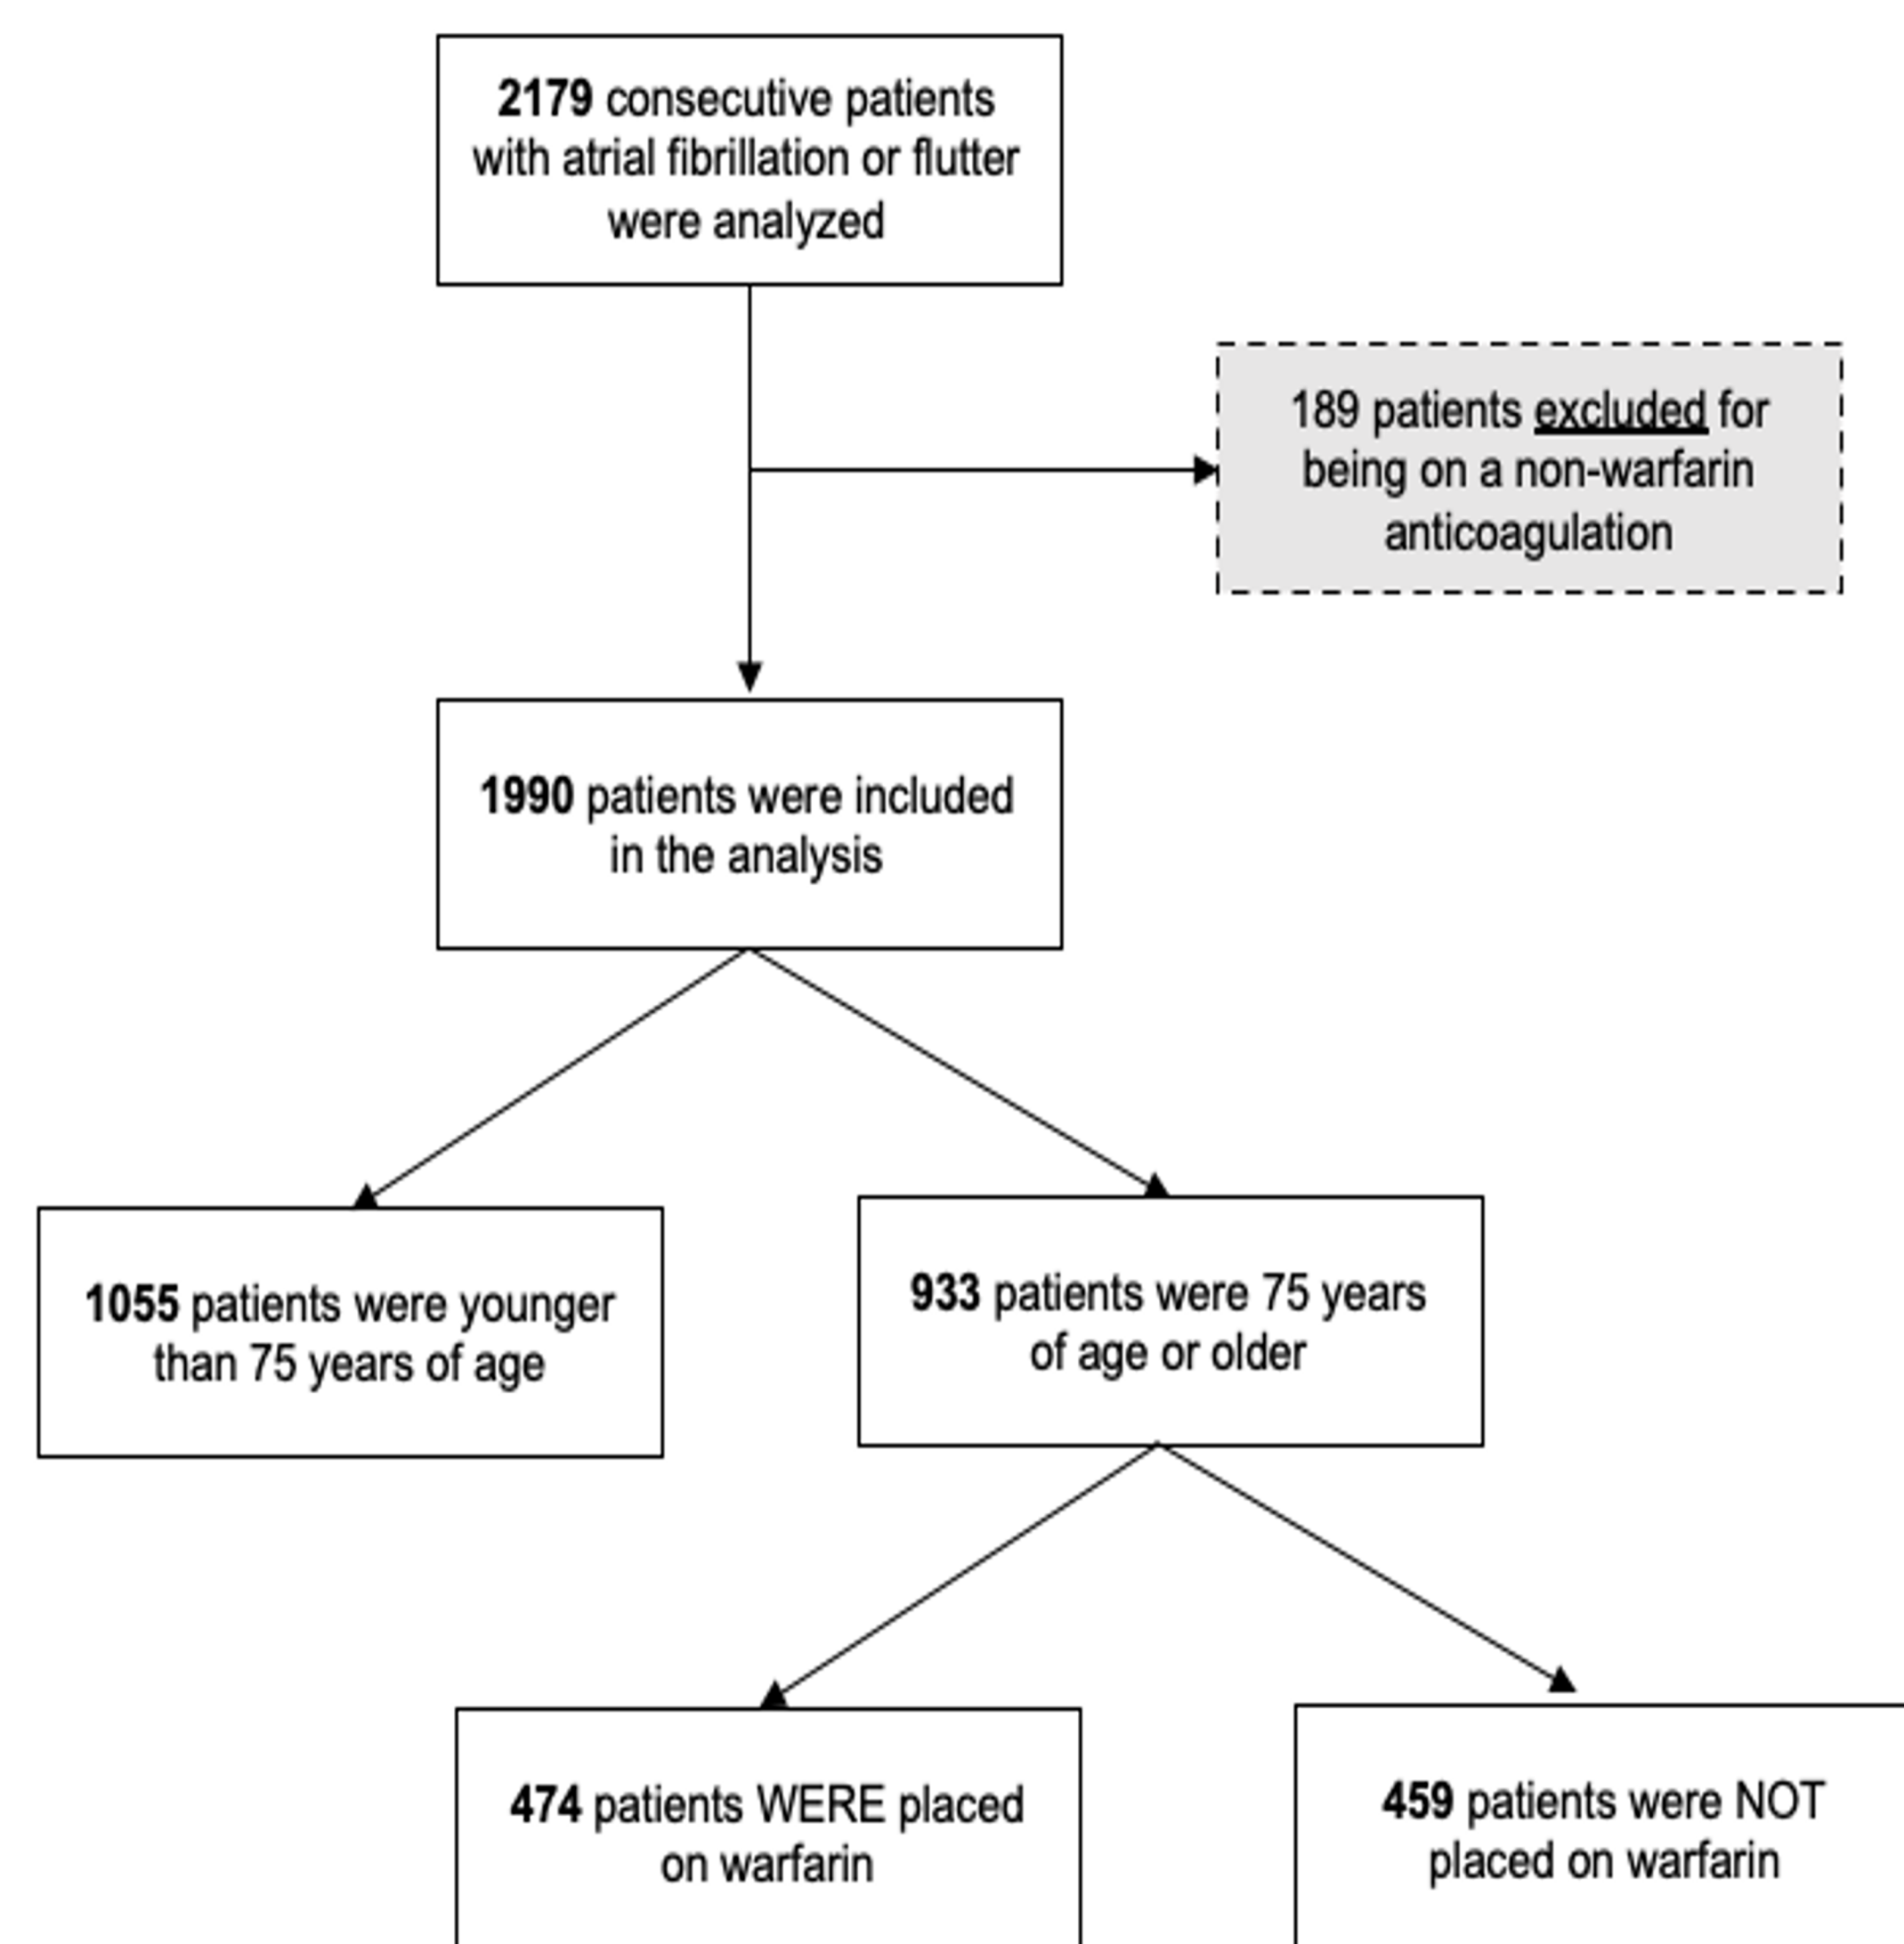 2179 consecutive patients
with atrial fibrillation or flutter
were analyzed
189 patients excluded for
being on a non-warfarin
anticoagulation
1990 patients were included
in the analysis
1055 patients were younger
than 75 years of age
933 patients were 75 years
of age or older
474 patients WERE placed
on warfarin
459 patients were NOT
placed on warfarin